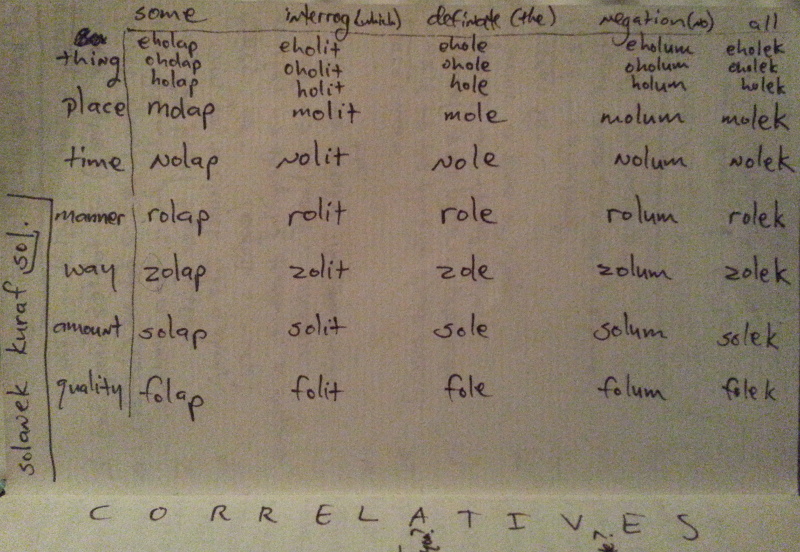 some interrog(which) definate (the) negation(no) all
thing eholap eholit ehole eholum eholek
oholap oholit ohole oholum oholek
holap holit hole holum holek
place molap molit mole molum molek
time nolap nolit nole nolum nolek
manner rolap rolit role rolum rolek
way zolap zolit zole zolum zolek
amount solap solit sole solum solek
quality folap folit fole folum folek
solanek kuraf sol.
CORRELATIVES